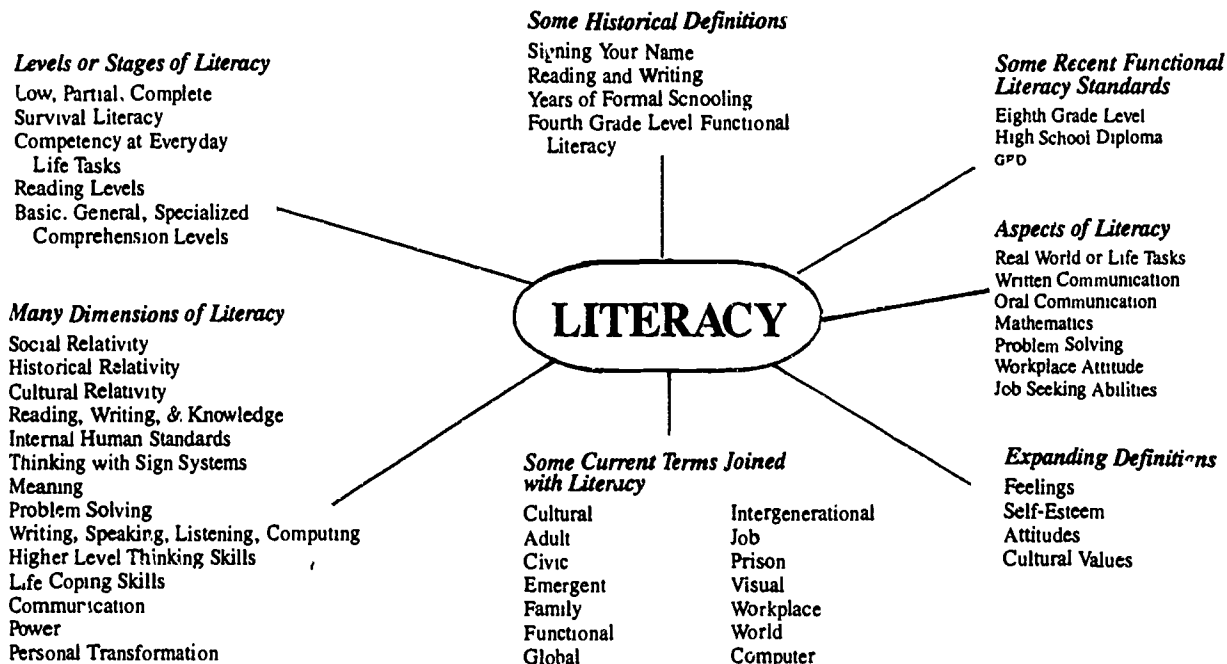 Some Historical Definitions
Signing Your Name
Reading and Writing
Years of Formal Scnooling
Fourth Grade Level Functional
Literacy
Levels or Stages of Literacy
Low, Partial, Complete
Survival Literacy
Competency at Everyday
Life Tasks
Reading Levels
Basic. General, Specialized
Comprehension Levels
Some Recent Functional
Literacy Standards
Eighth Grade Level
High School Diploma
Aspects of Literacy
Real World or Life Tasks
Written Communication
Oral Communication
Mathematics
Problem Solving
Workplace Attitude
Job Seeking Abilities
LITERACY
Many Dimensions of Literacy
Social Relativity
Historical Relativity
Cultural Relativity
Reading, Writing, & Knowledge
Internal Human Standards
Thinking with Sign Systems
Meaning
Problem Solving
Writing, Speaking, Listening, Computing
Higher Level Thinking Skills
Life Coping Skills
Communication
Power
Personal Transformation
Some Current Terms Joined
with Literacy
Cultural
Adult
Civic
Emergent
Family
Functional
Global
Intergenerational
Job
Prison
Visual
Workplace
World
Computer
Expanding Definitions
Feelings
Self-Esteem
Attitudes
Cultural Values